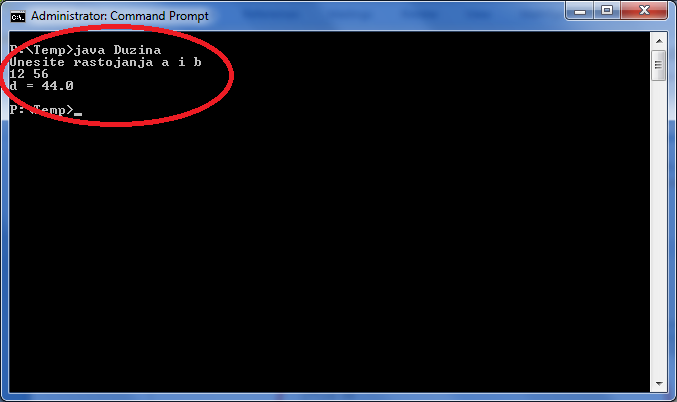 Administrator: Command Prompt
P:\Temp>java Duzina
Unesite rastojanja a i b
12 56
d = 44.0
P:\Temp>_